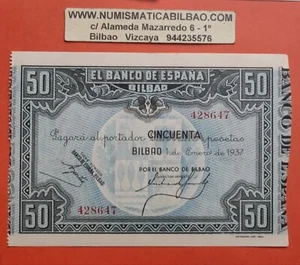 WWW.NUMISMATICABILBAO.COM
c/ Alameda Mazarredo 6 - 1º
Bilbao Vizcaya 944235576
50 EL BANCO DE ESPAÑA 50
BILBAO
428647
Pagará al portador CINCUENTA pesetas
BILBAO 1º de Enero de 1937
POR EL BANCO DE BILBAO
428647
50 50
BANCO DE ESPAÑA